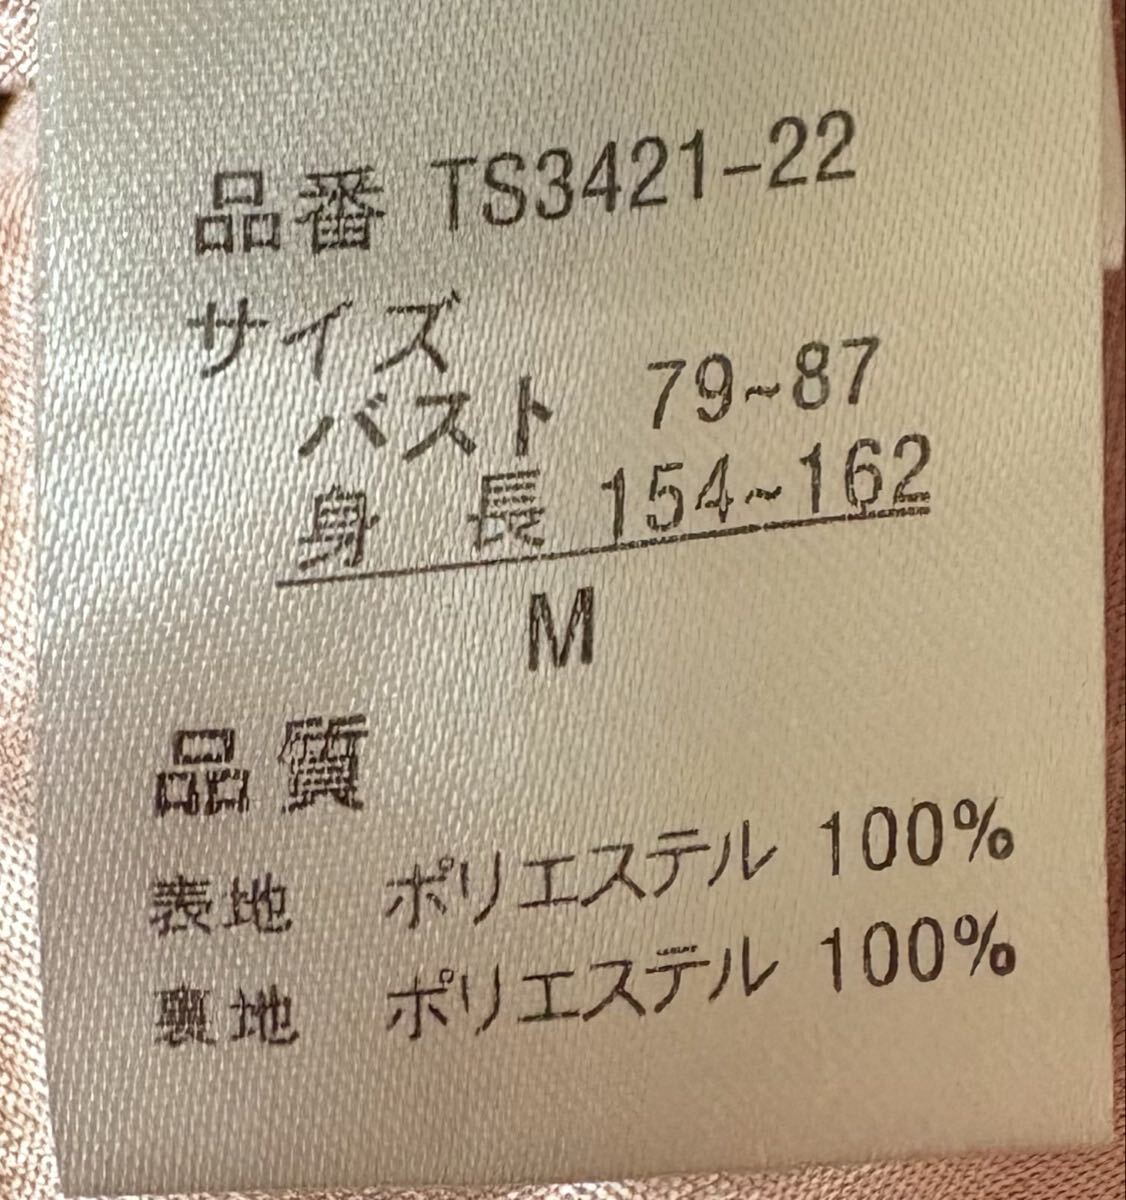 品番 TS3421-22
サイズ
バスト 79~87
身長 154~162
M
品質
表地 ポリエステル 100%
裏地 ポリエステル 100%